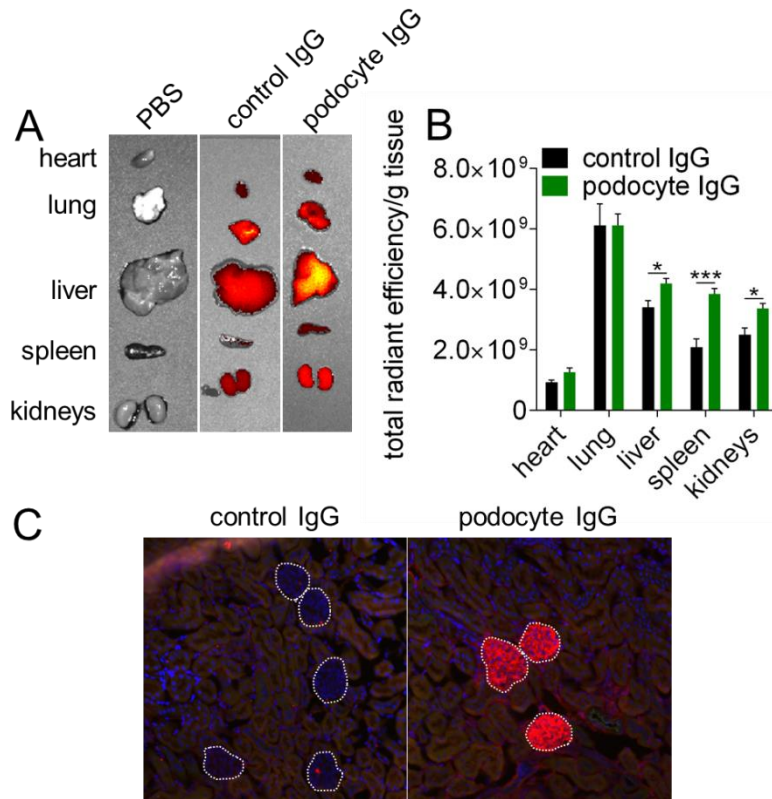 A
PBS
control IgG
podocyte IgG
heart
lung
liver
spleen
kidneys
B
control IgG
podocyte IgG
total radiant efficiency/g tissue
8.0×10⁹
6.0×10⁹
4.0×10⁹
2.0×10⁹
0
*
***
*
heart
lung
liver
spleen
kidneys
C
control IgG
podocyte IgG